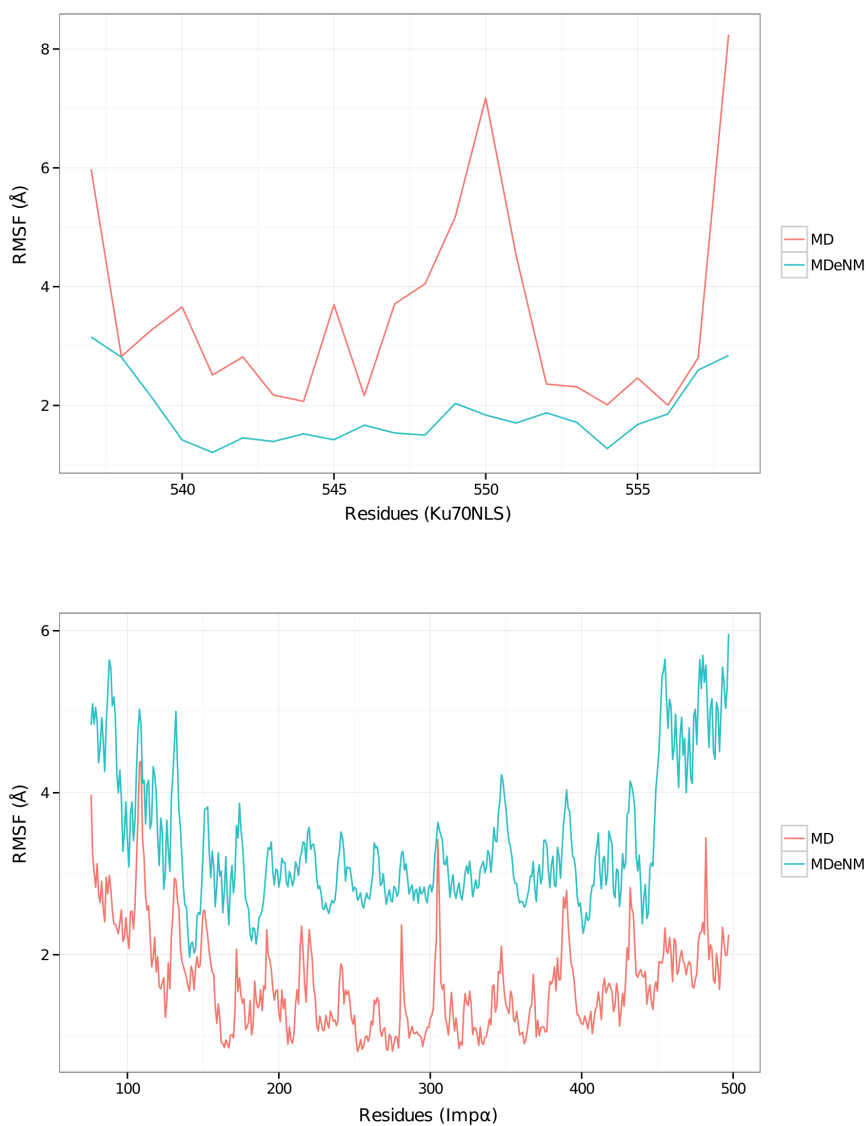 8
6
4
2
RMSF (Å)
540
545
550
555
Residues (Ku70NLS)
MD
MDeNM
6
4
2
RMSF (Å)
100
200
300
400
500
Residues (Impα)
MD
MDeNM